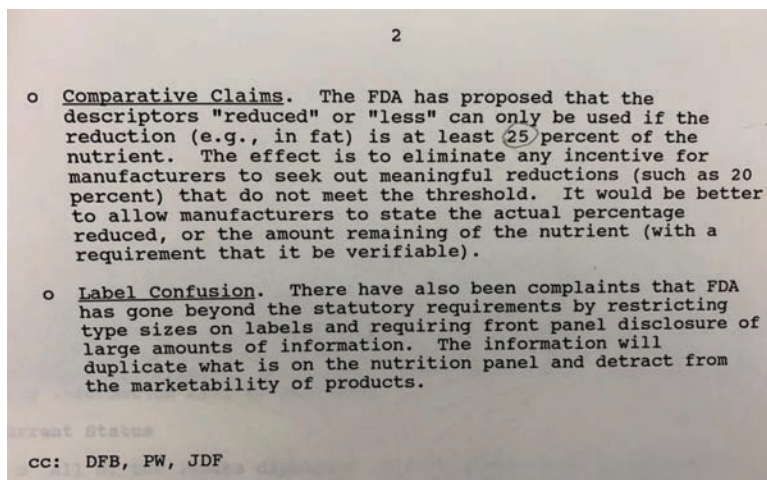 2
o Comparative Claims. The FDA has proposed that the
descriptors "reduced" or "less" can only be used if the
reduction (e.g., in fat) is at least 25 percent of the
nutrient. The effect is to eliminate any incentive for
manufacturers to seek out meaningful reductions (such as 20
percent) that do not meet the threshold. It would be better
to allow manufacturers to state the actual percentage
reduced, or the amount remaining of the nutrient (with a
requirement that it be verifiable).
o Label Confusion. There have also been complaints that FDA
has gone beyond the statutory requirements by restricting
type sizes on labels and requiring front panel disclosure of
large amounts of information. The information will
duplicate what is on the nutrition panel and detract from
the marketability of products.
Status
cc: DFB, PW, JDF